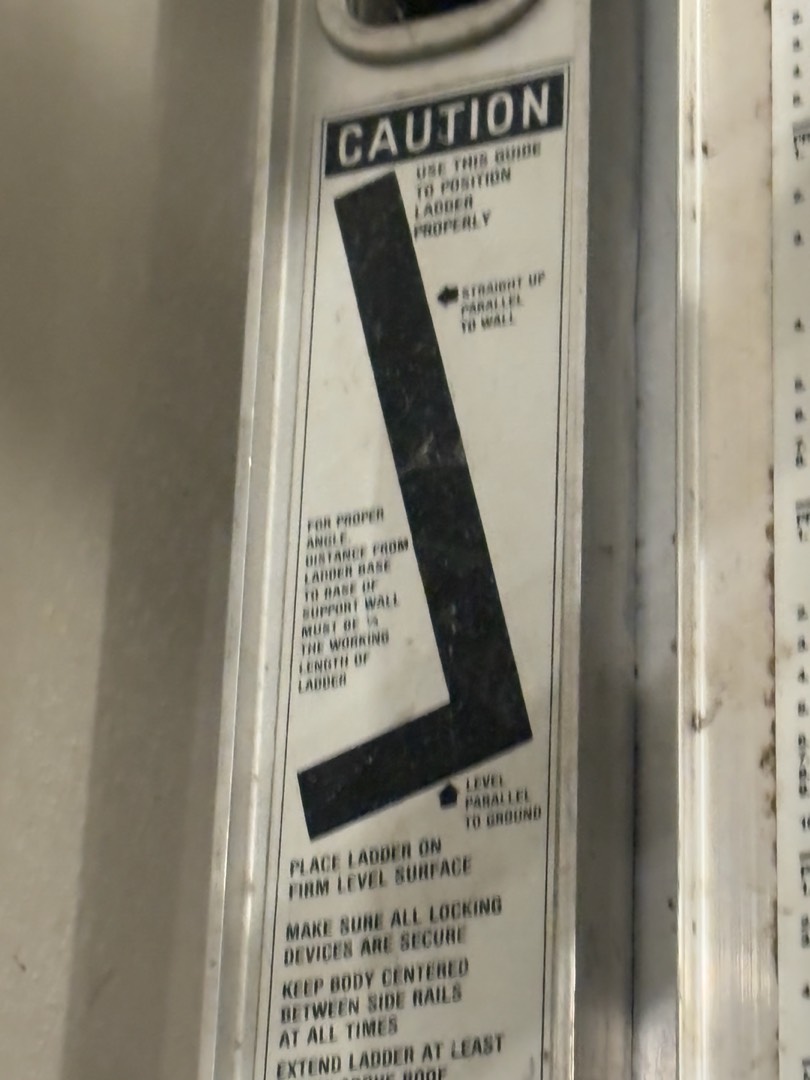 CAUTION
USE THIS GUIDE
TO POSITION
LADDER
PROPERLY
STRAIGHT UP
PARALLEL
TO WALL
FOR PROPER
ANGLE,
DISTANCE FROM
LADDER BASE
TO BASE OF
SUPPORT WALL
MUST BE ¼
THE WORKING
LENGTH OF
LADDER
LEVEL
PARALLEL
TO GROUND
PLACE LADDER ON
FIRM LEVEL SURFACE
MAKE SURE ALL LOCKING
DEVICES ARE SECURE
KEEP BODY CENTERED
BETWEEN SIDE RAILS
AT ALL TIMES
EXTEND LADDER AT LEAST